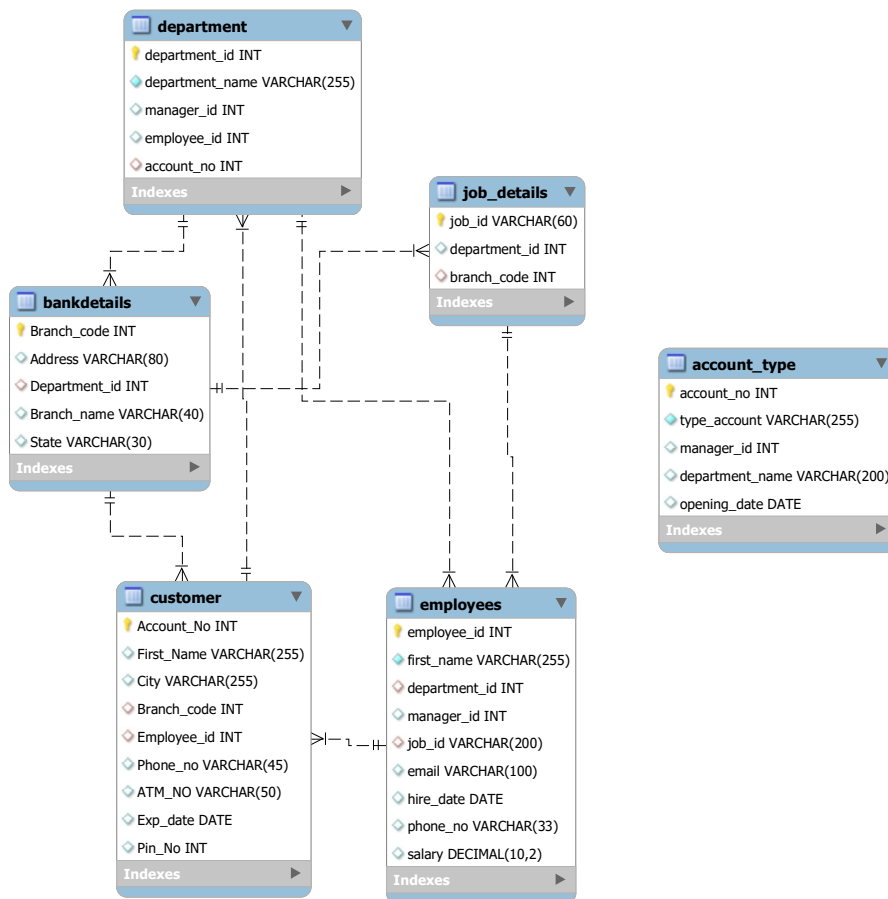 department
department_id INT
department_name VARCHAR(255)
manager_id INT
employee_id INT
account_no INT
Indexes
job_details
job_id VARCHAR(60)
department_id INT
branch_code INT
Indexes
bankdetails
Branch_code INT
Address VARCHAR(80)
Department_id INT
Branch_name VARCHAR(40)
State VARCHAR(30)
Indexes
account_type
account_no INT
type_account VARCHAR(255)
manager_id INT
department_name VARCHAR(200)
opening_date DATE
Indexes
customer
Account_No INT
First_Name VARCHAR(255)
City VARCHAR(255)
Branch_code INT
Employee_id INT
Phone_no VARCHAR(45)
ATM_NO VARCHAR(50)
Exp_date DATE
Pin_No INT
Indexes
employees
employee_id INT
first_name VARCHAR(255)
department_id INT
manager_id INT
job_id VARCHAR(200)
email VARCHAR(100)
hire_date DATE
phone_no VARCHAR(33)
salary DECIMAL(10,2)
Indexes